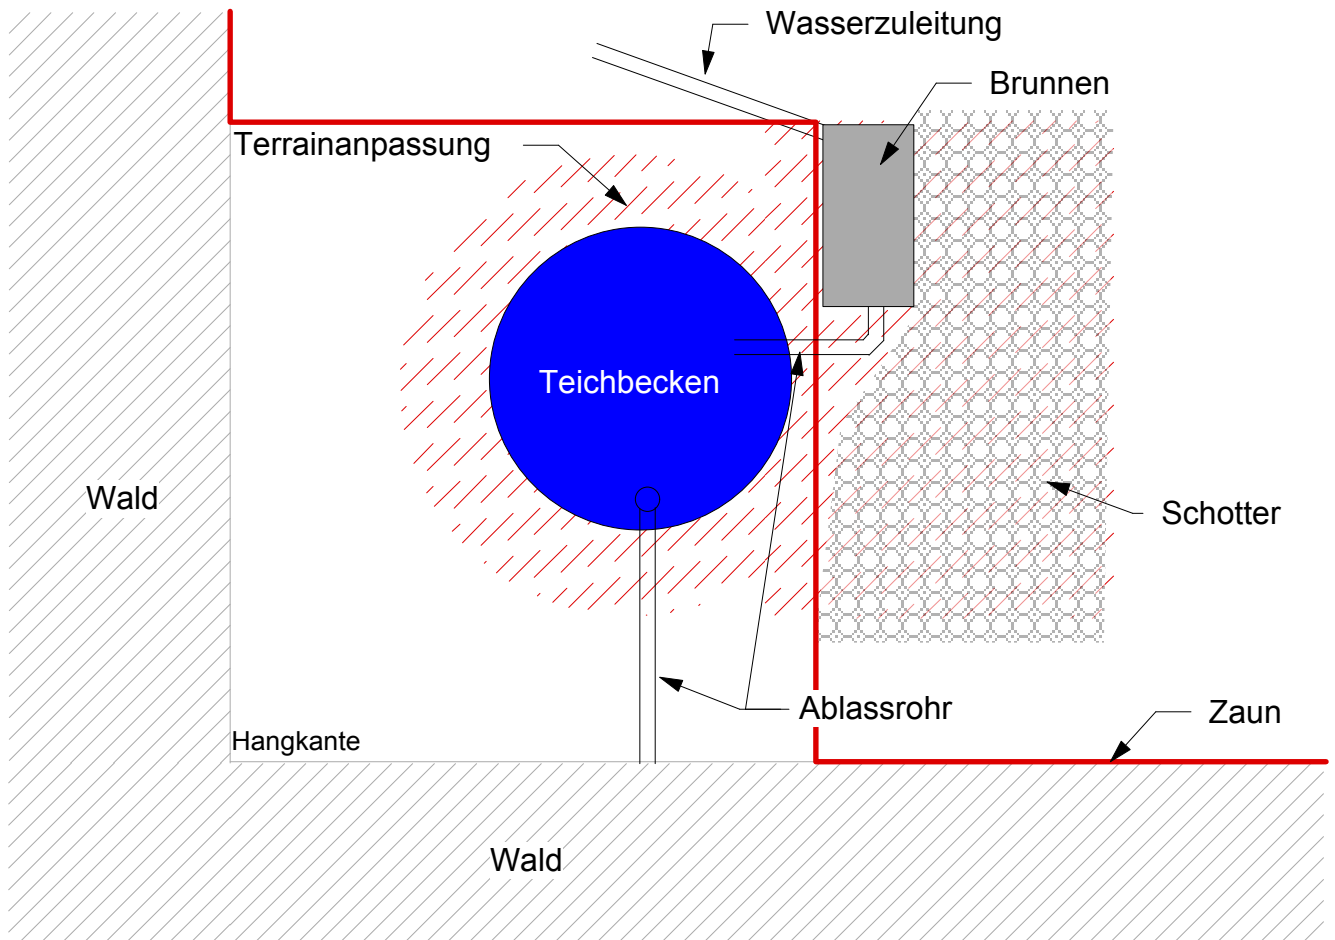 Wasserzuleitung
Brunnen
Terrainanpassung
Teichbecken
Wald
Schotter
Ablassrohr
Zaun
Hangkante
Wald